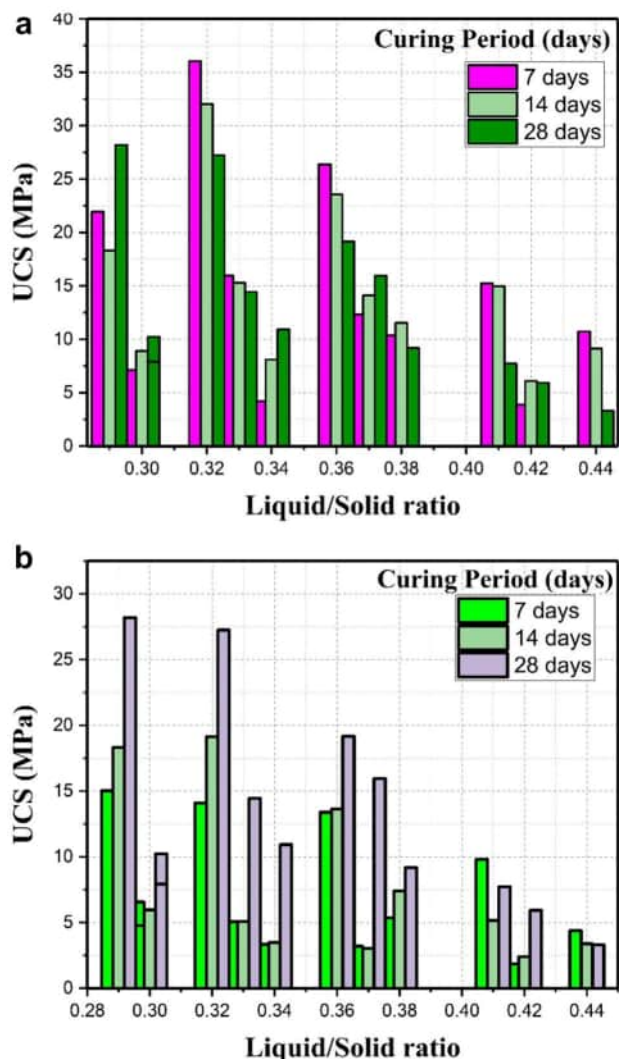 a
Curing Period (days)
7 days
14 days
28 days
UCS (MPa)
40
35
30
25
20
15
10
5
0
0.30 0.32 0.34 0.36 0.38 0.40 0.42 0.44
Liquid/Solid ratio
b
Curing Period (days)
7 days
14 days
28 days
UCS (MPa)
30
25
20
15
10
5
0
0.28 0.30 0.32 0.34 0.36 0.38 0.40 0.42 0.44
Liquid/Solid ratio